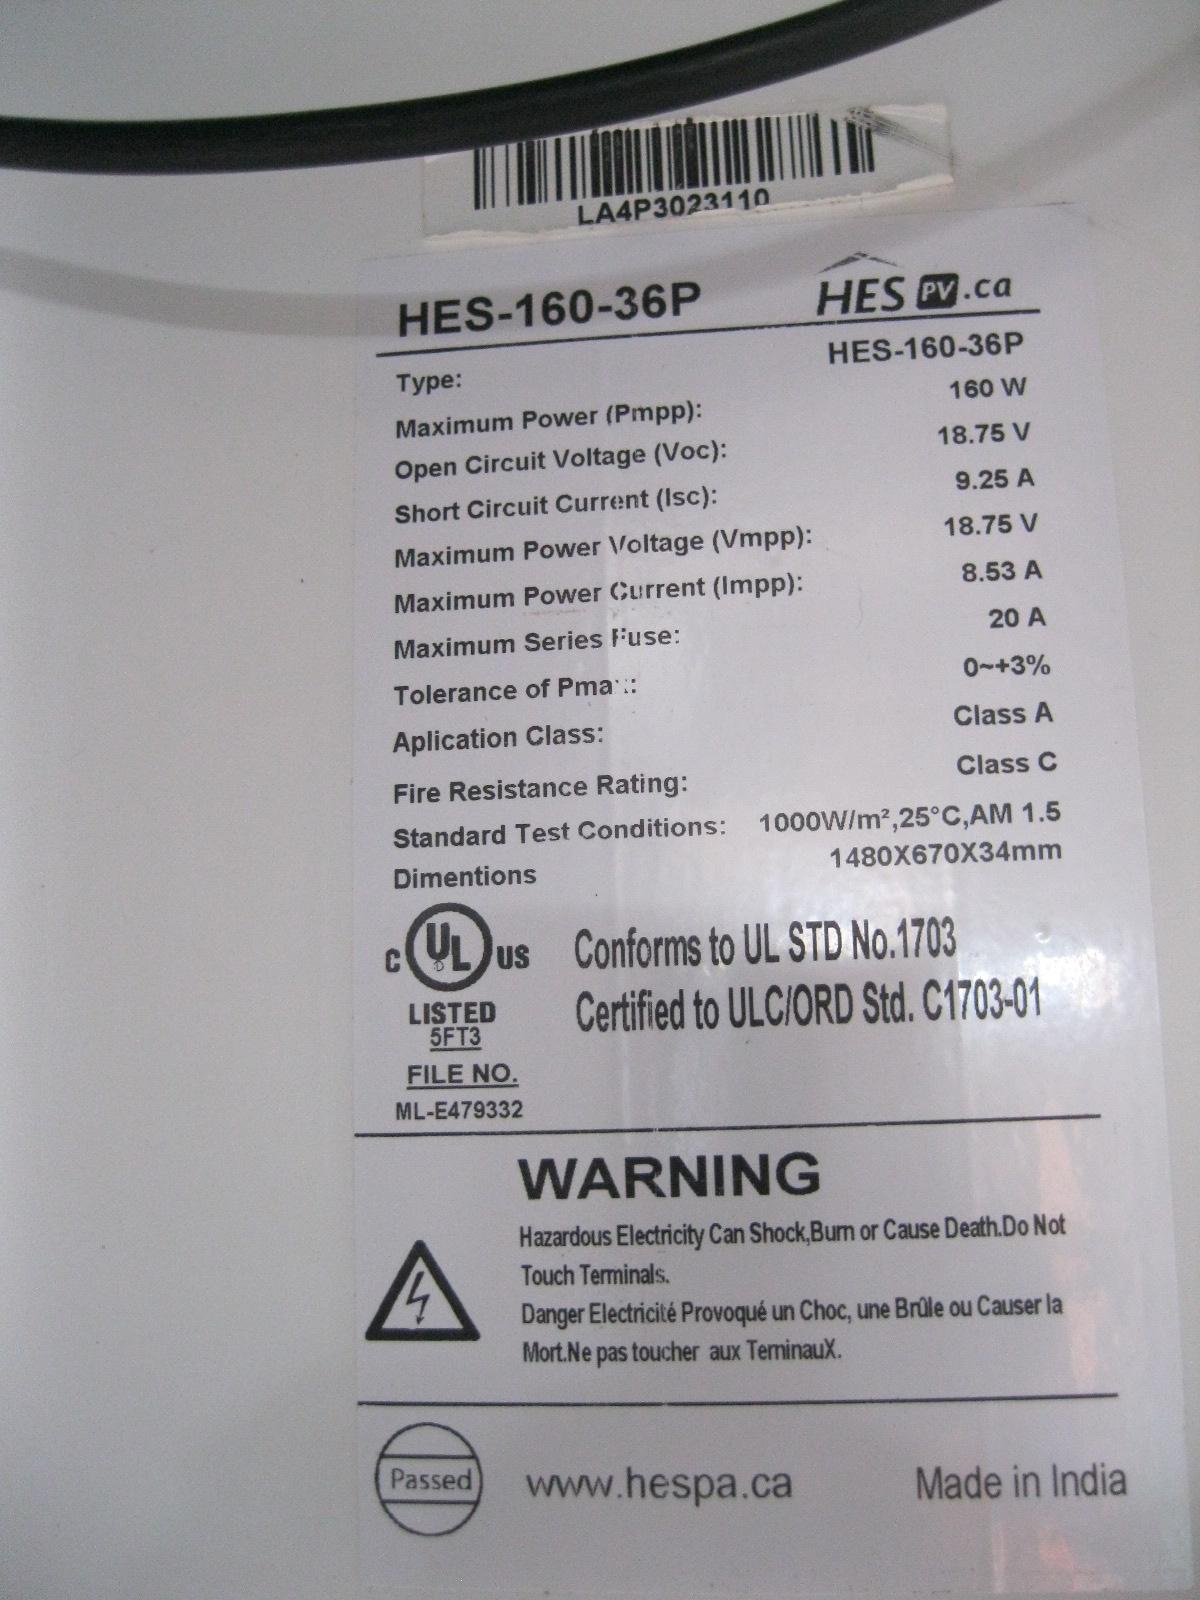 LA4P3023110
HES-160-36P HES PV.ca
Type: HES-160-36P
Maximum Power (Pmpp): 160 W
Open Circuit Voltage (Voc): 18.75 V
Short Circuit Current (Isc): 9.25 A
Maximum Power Voltage (Vmpp): 18.75 V
Maximum Power Current (Impp): 8.53 A
Maximum Series Fuse: 20 A
Tolerance of Pmax: 0~+3%
Aplication Class: Class A
Fire Resistance Rating: Class C
Standard Test Conditions: 1000W/m²,25°C,AM 1.5
Dimentions 1480X670X34mm
C UL US Conforms to UL STD No.1703
Certified to ULC/ORD Std. C1703-01
LISTED
5FT3
FILE NO.
ML-E479332
WARNING
Hazardous Electricity Can Shock,Burn or Cause Death.Do Not
Touch Terminals.
Danger Electricité Provoqué un Choc, une Brûle ou Causer la
Mort.Ne pas toucher aux TerninauX.
Passed www.hespa.ca Made in India